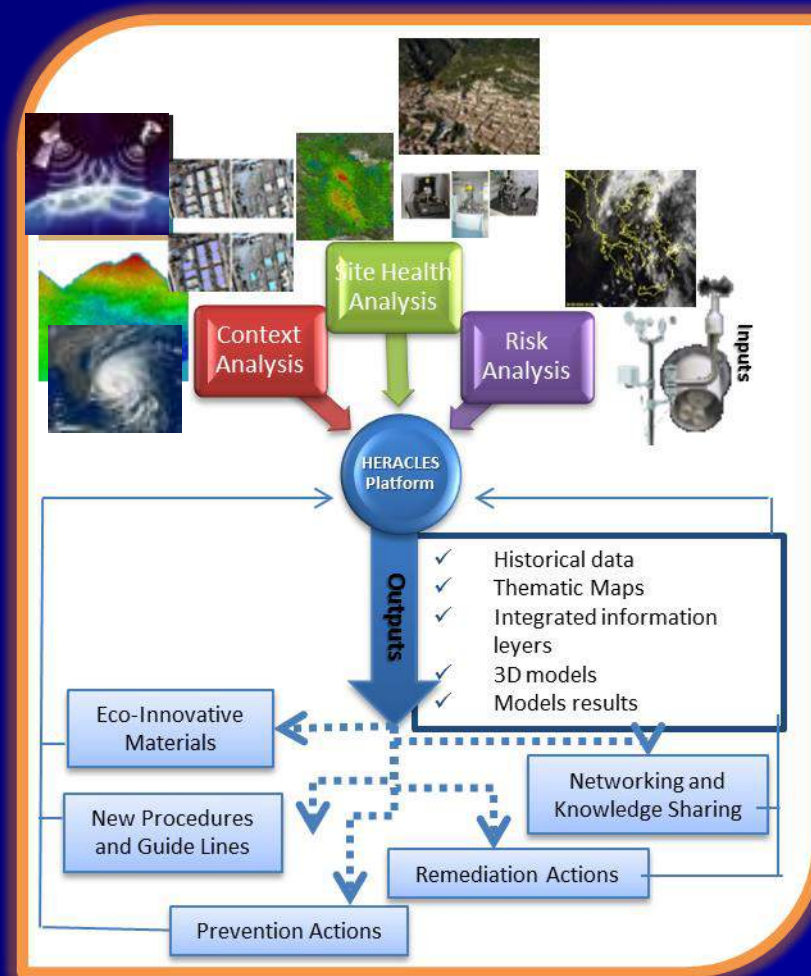 Site Health
Analysis
Context
Analysis
Risk
Analysis
Inputs
HERACLES
Platform
Outputs
✓ Historical data
✓ Thematic Maps
✓ Integrated information
leyers
✓ 3D models
✓ Models results
Eco-Innovative
Materials
Networking and
Knowledge Sharing
New Procedures
and Guide Lines
Remediation Actions
Prevention Actions